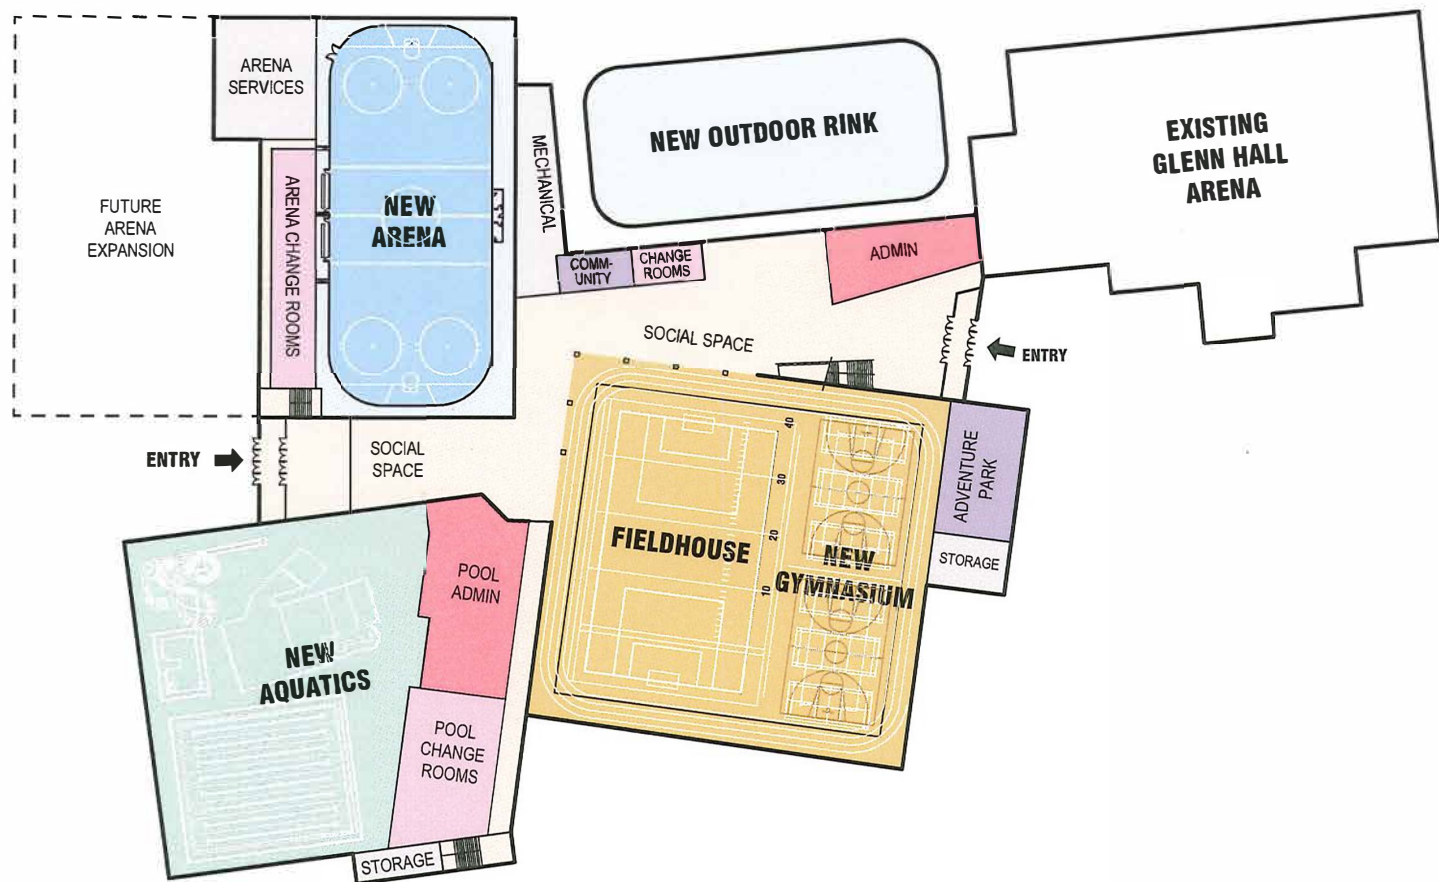 ARENA
SERVICES
FUTURE
ARENA
EXPANSION
ARENA CHANGE ROOMS
NEW
ARENA
MECHANICAL
NEW OUTDOOR RINK
EXISTING
GLENN HALL
ARENA
COMM-
UNITY
CHANGE
ROOMS
ADMIN
SOCIAL SPACE
ENTRY
ENTRY
SOCIAL
SPACE
ADVENTURE
PARK
STORAGE
FIELDHOUSE
NEW
GYMNASIUM
40
30
20
10
POOL
ADMIN
NEW
AQUATICS
POOL
CHANGE
ROOMS
STORAGE